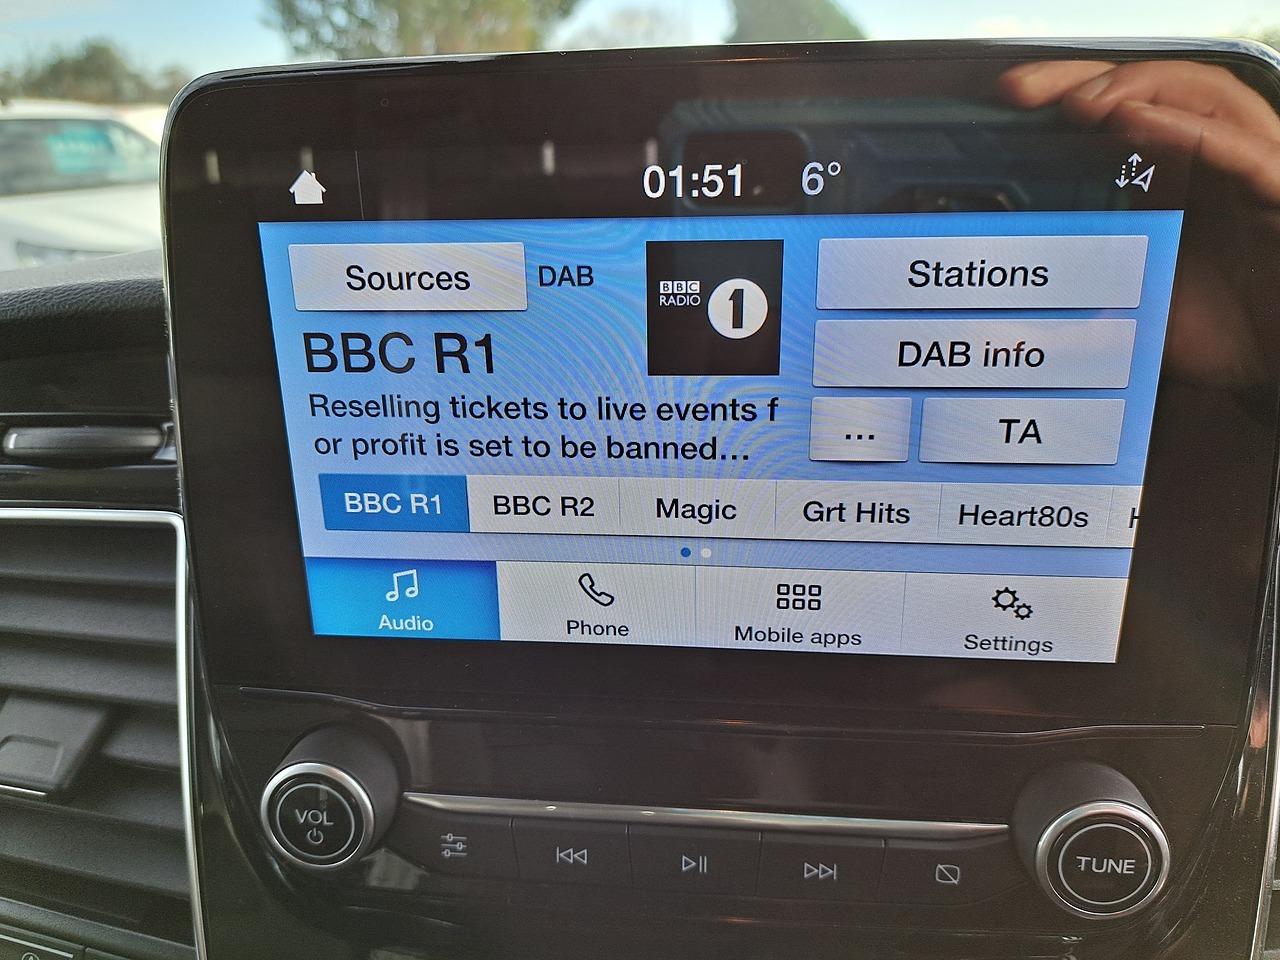 01:51 6°
Sources DAB
BBC
RADIO 1
Stations
BBC R1
DAB info
Reselling tickets to live events f
or profit is set to be banned...
... TA
BBC R1 BBC R2 Magic Grt Hits Heart80s
Audio Phone Mobile apps Settings
VOL
TUNE